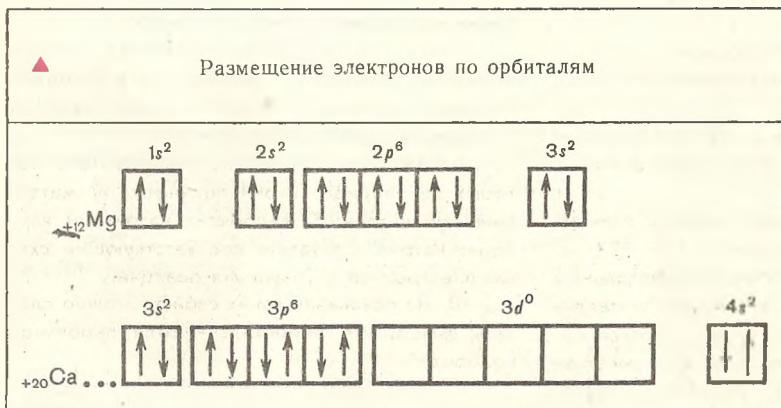 Размещение электронов по орбиталям
1s² 2s² 2p⁶ 3s²
₊₁₂Mg
3s² 3p⁶ 3d⁰ 4s²
₊₂₀Ca...